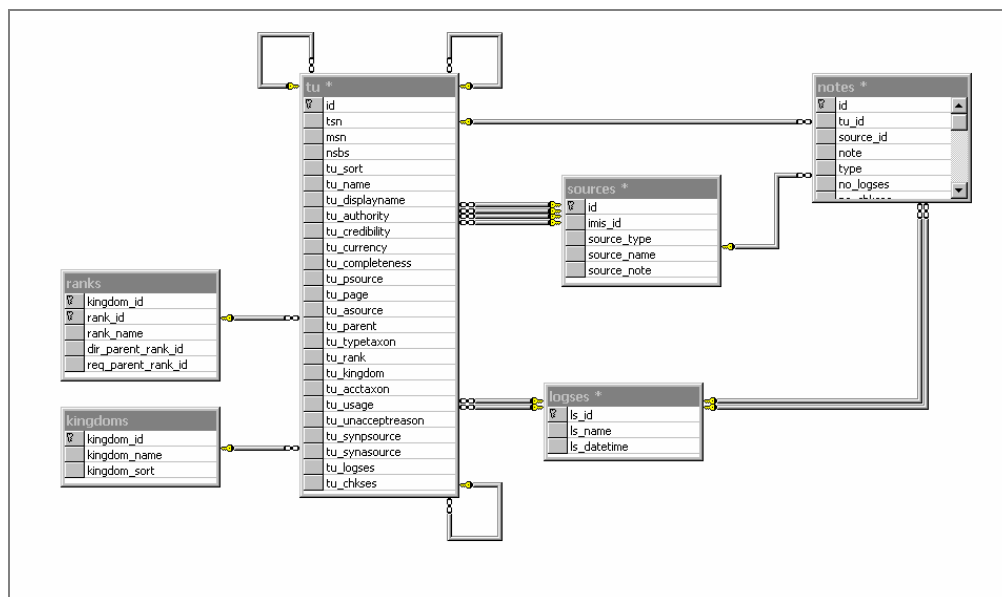 tu *
id
tsn
msn
nsbs
tu_sort
tu_name
tu_displayname
tu_authority
tu_credibility
tu_currency
tu_completeness
tu_psource
tu_page
tu_asource
tu_parent
tu_typetaxon
tu_rank
tu_kingdom
tu_acctaxon
tu_usage
tu_unacceptreason
tu_synpsource
tu_synasource
tu_logses
tu_chkses
notes *
id
tu_id
source_id
note
type
no_logses
sources *
id
imis_id
source_type
source_name
source_note
ranks
kingdom_id
rank_id
rank_name
dir_parent_rank_id
req_parent_rank_id
kingdoms
kingdom_id
kingdom_name
kingdom_sort
logses *
ls_id
ls_name
ls_datetime